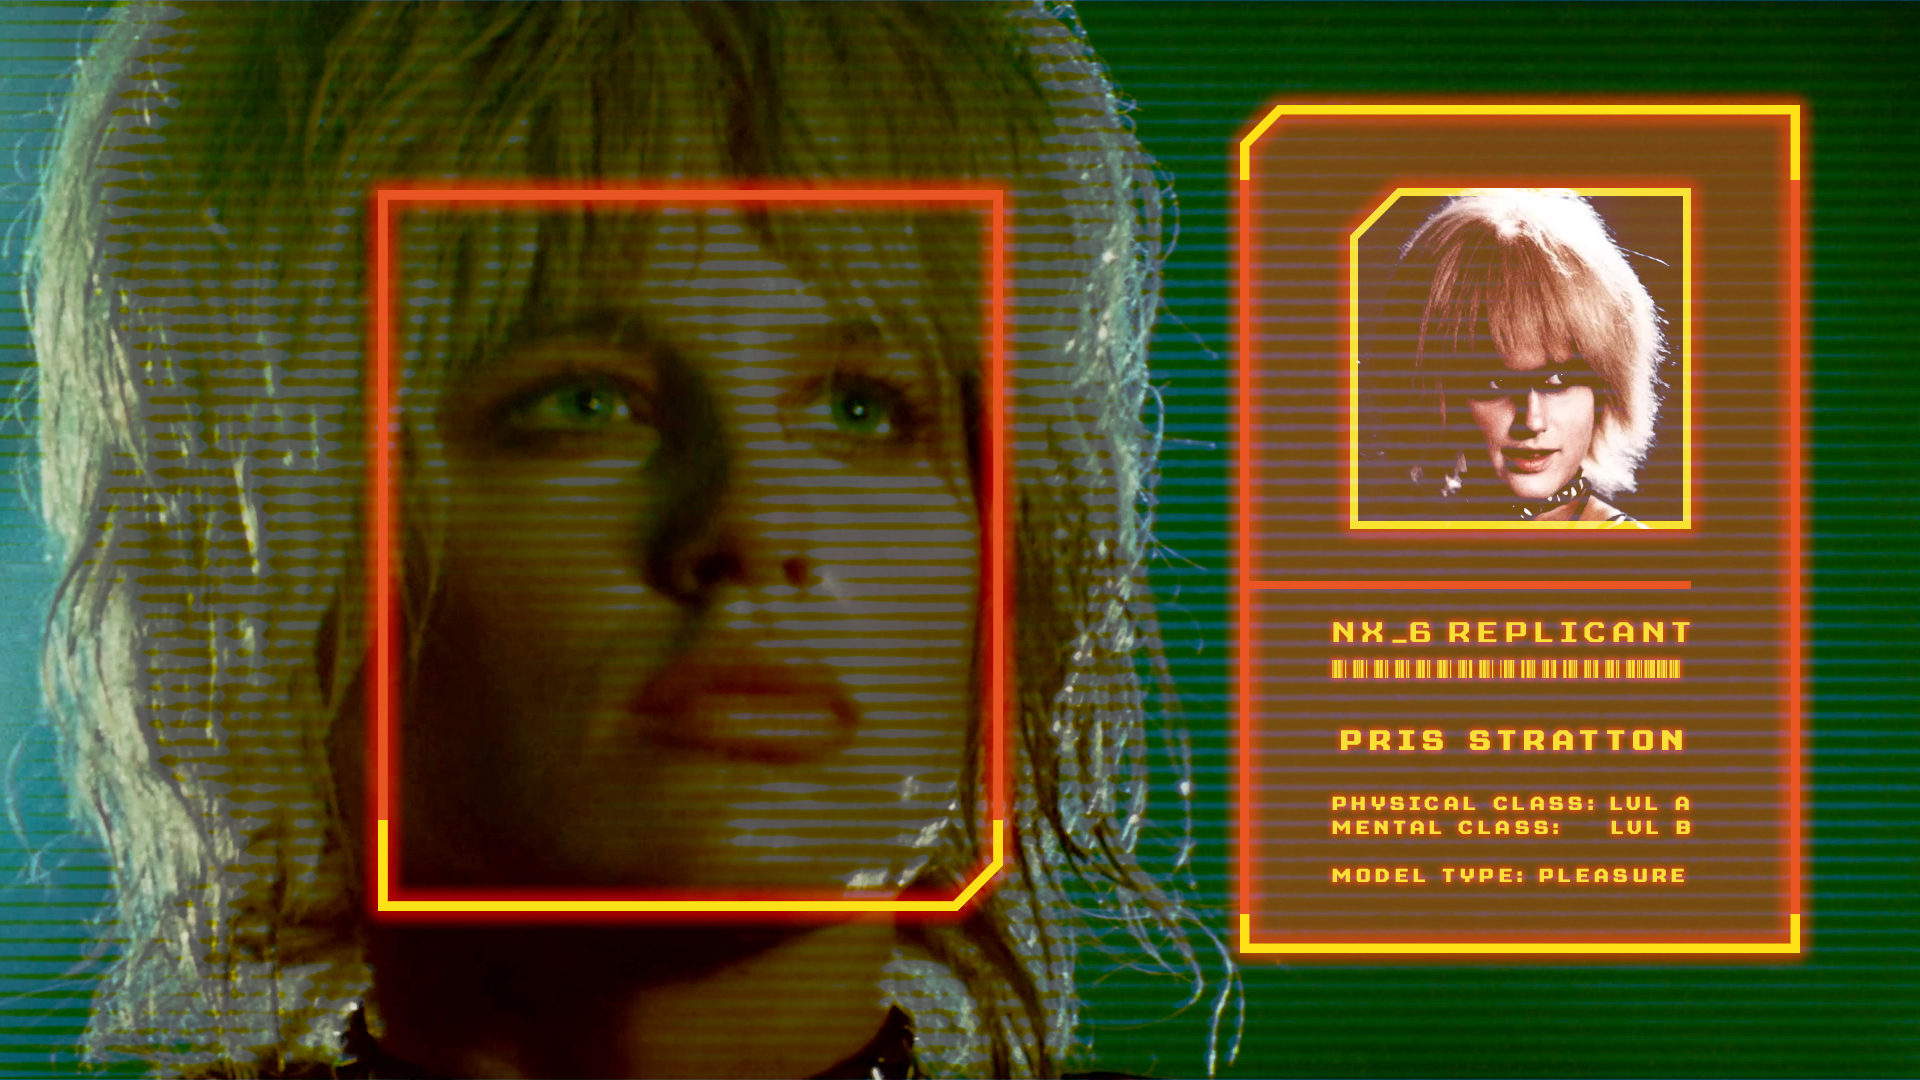 NX_6 REPLICANT
PRIS STRATTON
PHYSICAL CLASS: LVL A
MENTAL CLASS: LVL B
MODEL TYPE: PLEASURE